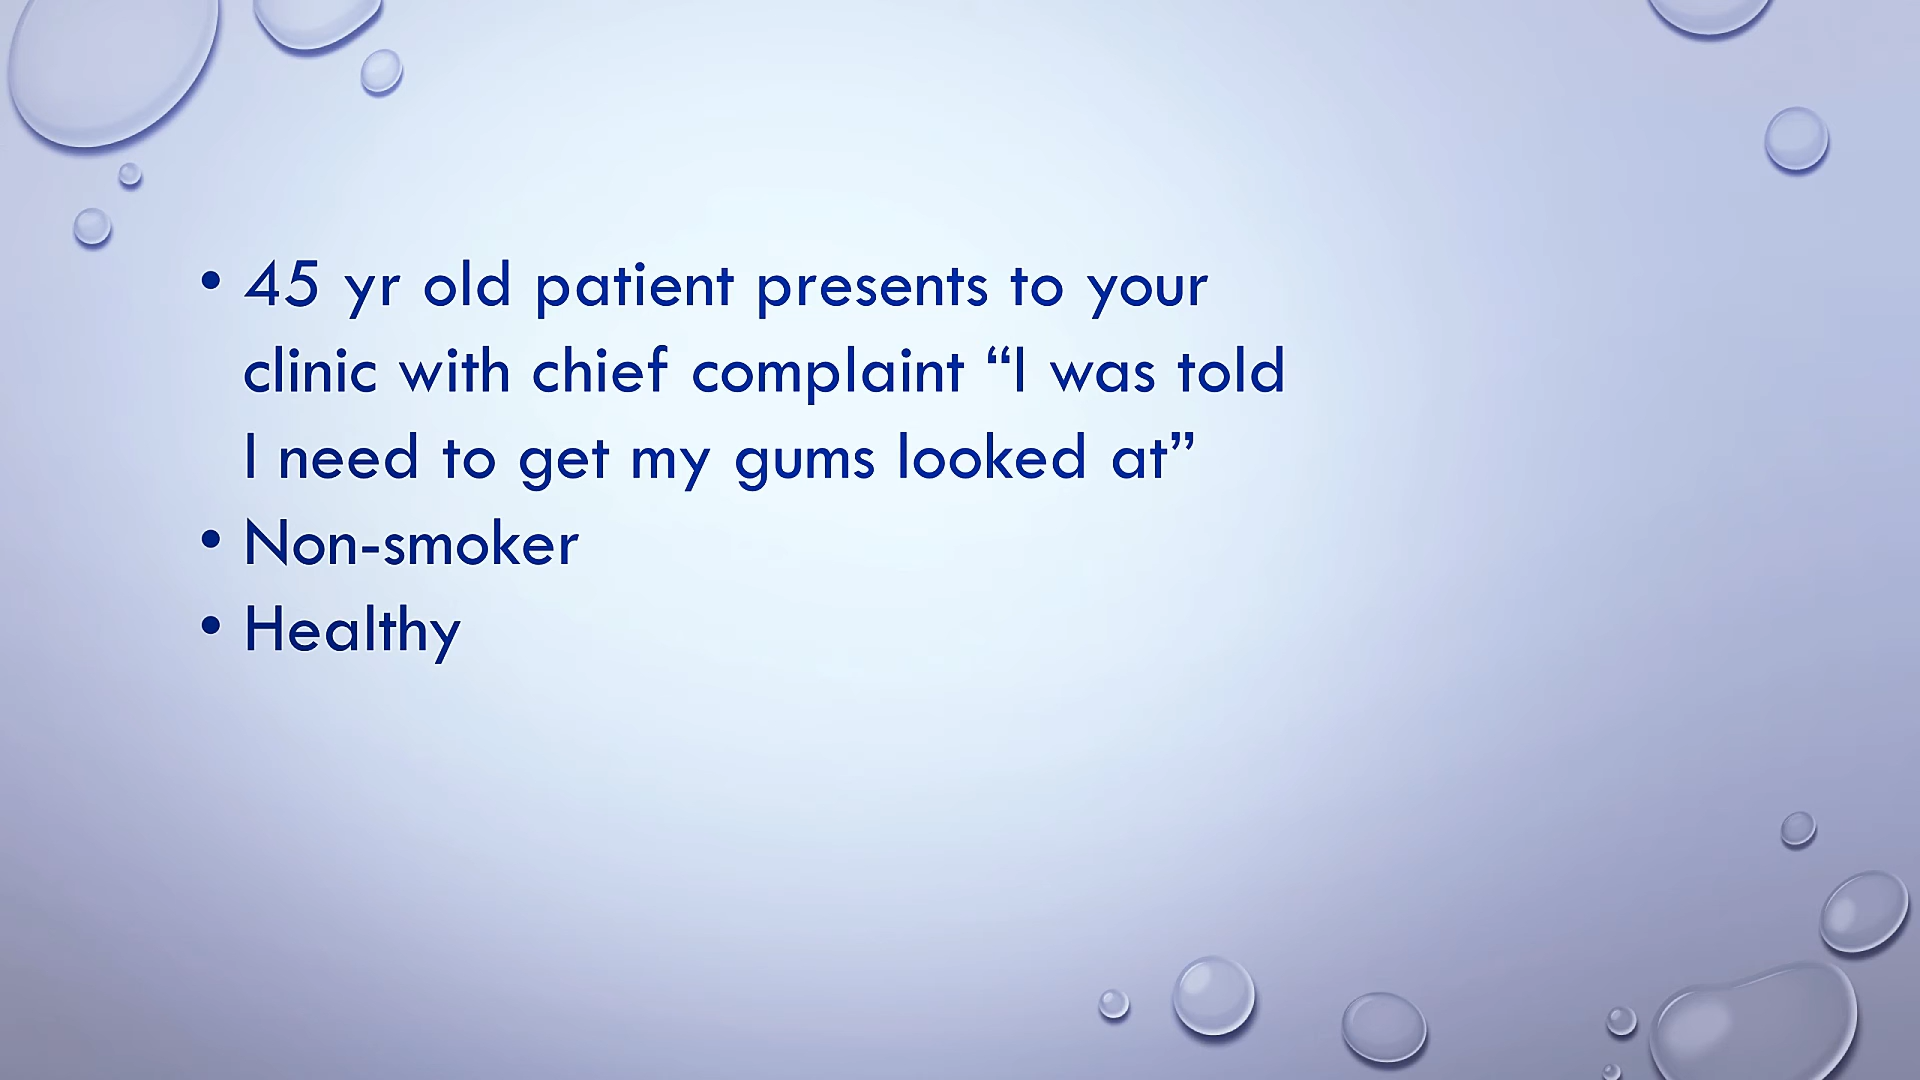 • 45 yr old patient presents to your
clinic with chief complaint “I was told
I need to get my gums looked at”
• Non-smoker
• Healthy